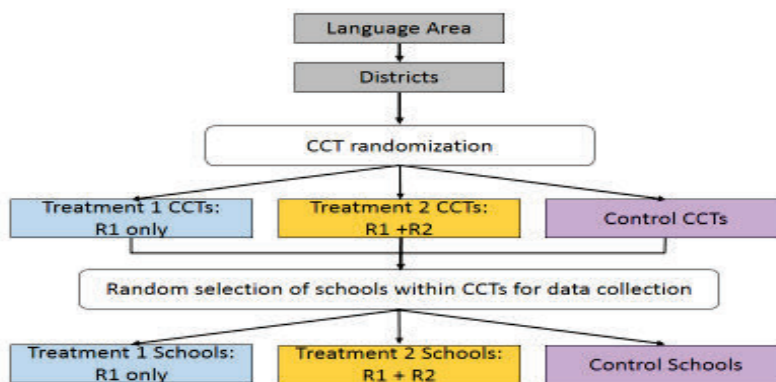 Language Area
Districts
CCT randomization
Treatment 1 CCTs:
R1 only
Treatment 2 CCTs:
R1 +R2
Control CCTs
Random selection of schools within CCTs for data collection
Treatment 1 Schools:
R1 only
Treatment 2 Schools:
R1 + R2
Control Schools